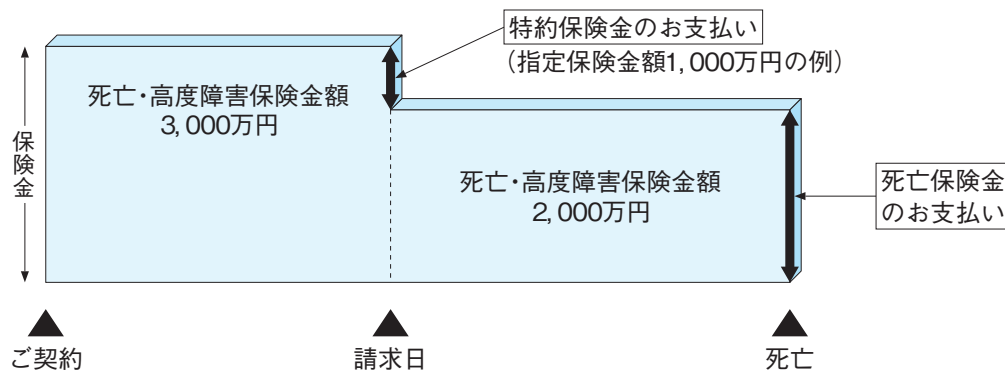 特約保険金のお支払い
（指定保険金額1,000万円の例）
死亡・高度障害保険金額
3,000万円
保険金
死亡・高度障害保険金額
2,000万円
死亡保険金
のお支払い
ご契約
請求日
死亡